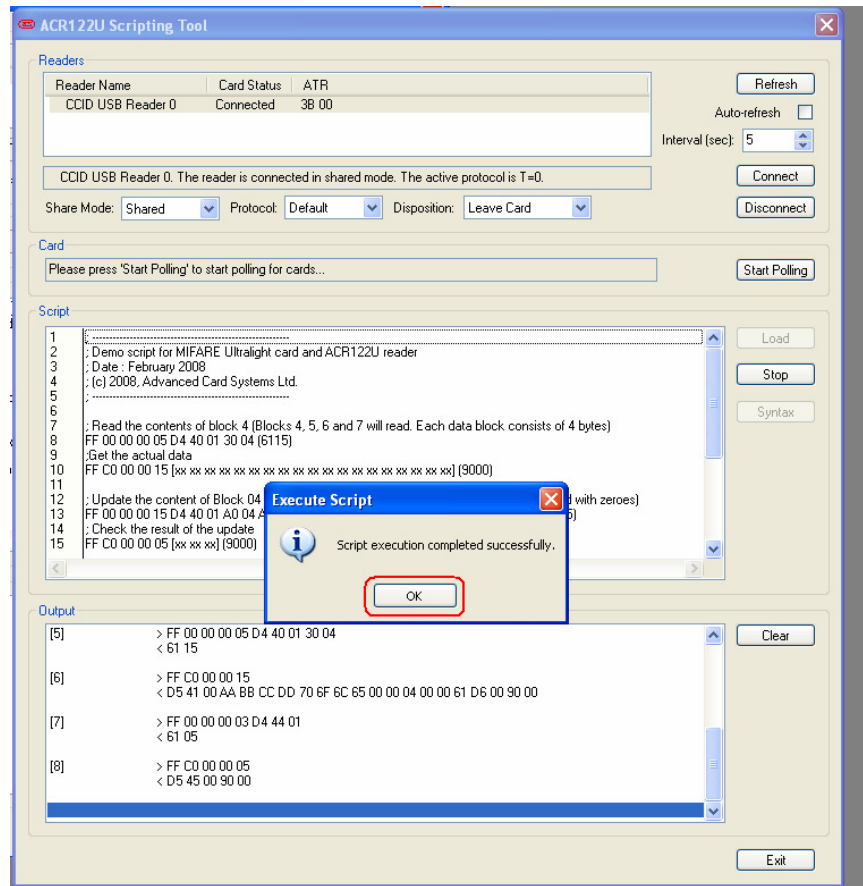 ACR122U Scripting Tool
Readers
Reader Name Card Status ATR
CCID USB Reader 0 Connected 3B 00
Refresh
Auto-refresh
Interval (sec): 5
CCID USB Reader 0. The reader is connected in shared mode. The active protocol is T=0.
Connect
Share Mode: Shared Protocol: Default Disposition: Leave Card
Disconnect
Card
Please press 'Start Polling' to start polling for cards...
Start Polling
Script
1 ; ----------------------------------------------------------
2 ; Demo script for MIFARE Ultralight card and ACR122U reader
3 ; Date : February 2008
4 ; (c) 2008, Advanced Card Systems Ltd.
5 ; ----------------------------------------------------------
6
7 ; Read the contents of block 4 (Blocks 4, 5, 6 and 7 will read. Each data block consists of 4 bytes)
8 FF 00 00 00 05 D4 40 01 30 04 (6115)
9 ;Get the actual data
10 FF C0 00 00 15 [xx xx xx xx xx xx xx xx xx xx xx xx xx xx xx xx xx xx xx] (9000)
11
12 ; Update the content of Block 04 with zeroes)
13 FF 00 00 00 15 D4 40 01 A0 04
14 ; Check the result of the update
15 FF C0 00 00 05 [xx xx xx] (9000)
Load
Stop
Syntax
Execute Script
Script execution completed successfully.
OK
Output
[5] > FF 00 00 00 05 D4 40 01 30 04
< 61 15
[6] > FF C0 00 00 15
< D5 41 00 AA BB CC DD 70 6F 6C 65 00 00 04 00 00 61 D6 00 90 00
[7] > FF 00 00 00 03 D4 44 01
< 61 05
[8] > FF C0 00 00 05
< D5 45 00 90 00
Clear
Exit